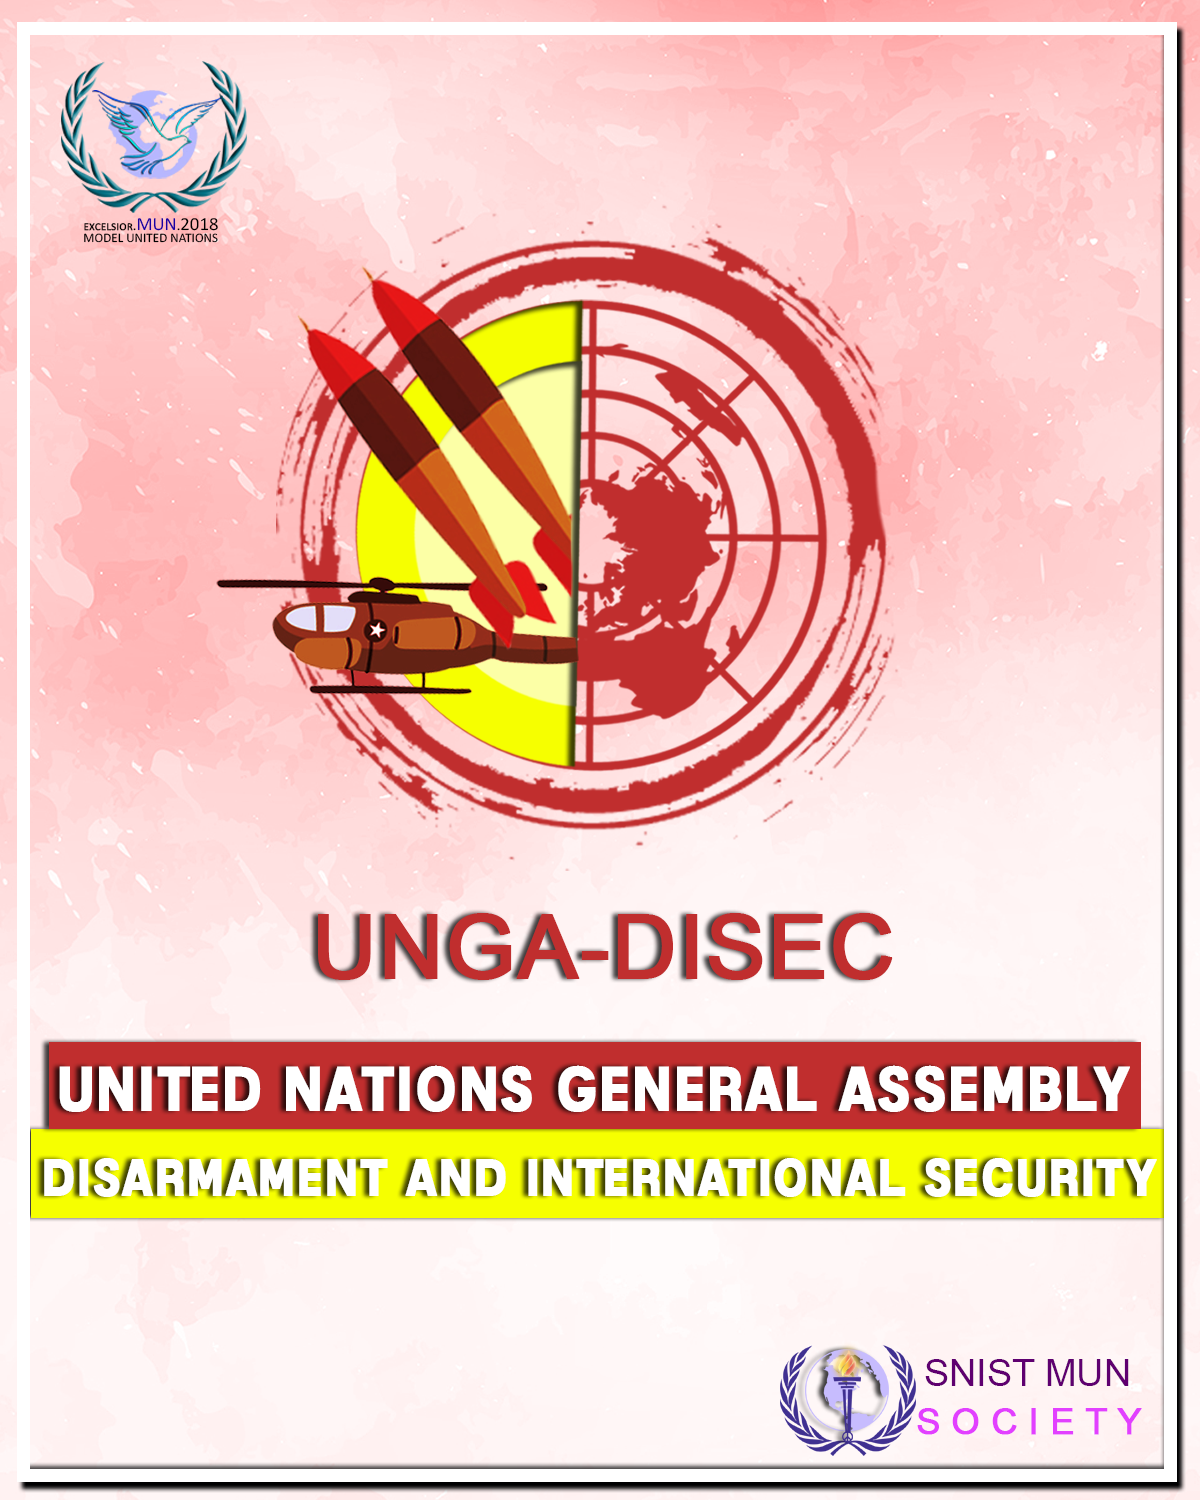 EXCELSIOR.MUN.2018
MODEL UNITED NATIONS
UNGA-DISEC
UNITED NATIONS GENERAL ASSEMBLY
DISARMAMENT AND INTERNATIONAL SECURITY
SNIST MUN
SOCIETY